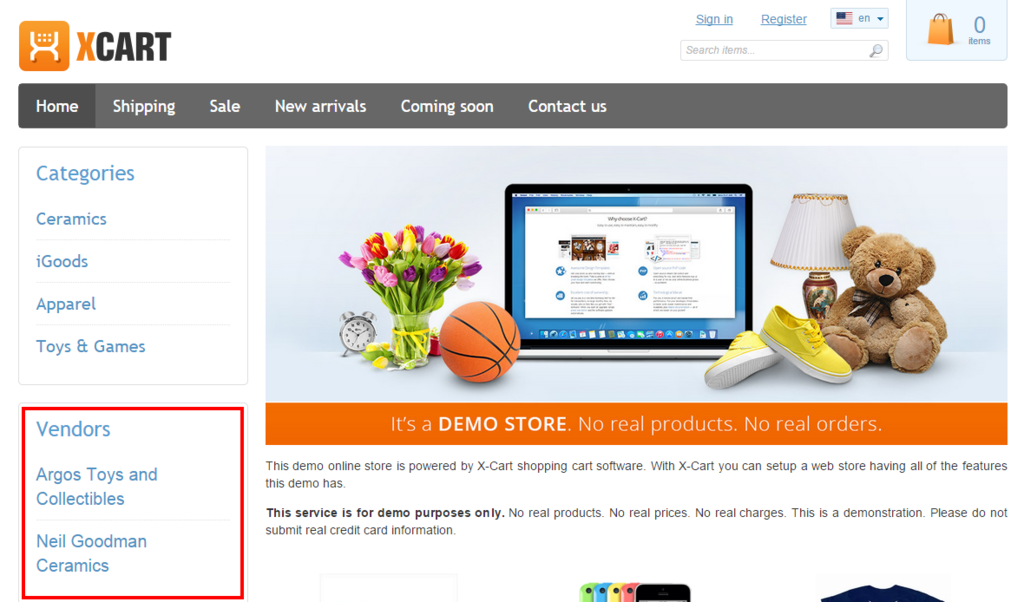 Sign in
Register
en
XCART
Search items...
0
items
Home
Shipping
Sale
New arrivals
Coming soon
Contact us
Categories
Ceramics
iGoods
Apparel
Toys & Games
Why choose X-Cart?
It's a DEMO STORE. No real products. No real orders.
Vendors
Argos Toys and
Collectibles
Neil Goodman
Ceramics
This demo online store is powered by X-Cart shopping cart software. With X-Cart you can setup a web store having all of the features
this demo has.
This service is for demo purposes only. No real products. No real prices. No real charges. This is a demonstration. Please do not
submit real credit card information.